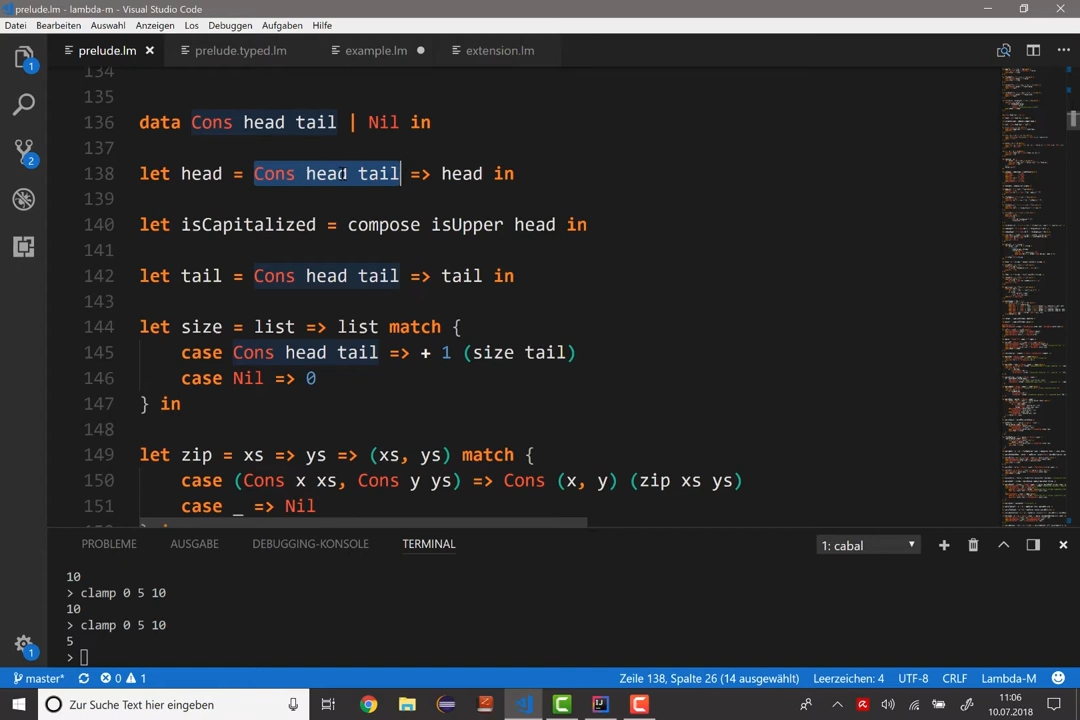 prelude.lm - lambda-m - Visual Studio Code
Datei Bearbeiten Auswahl Anzeigen Los Debuggen Aufgaben Hilfe
prelude.lm prelude.typed.lm example.lm extension.lm
134
135
136 data Cons head tail | Nil in
137
138 let head = Cons head tail => head in
139
140 let isCapitalized = compose isUpper head in
141
142 let tail = Cons head tail => tail in
143
144 let size = list => list match {
145 case Cons head tail => + 1 (size tail)
146 case Nil => 0
147 } in
148
149 let zip = xs => ys => (xs, ys) match {
150 case (Cons x xs, Cons y ys) => Cons (x, y) (zip xs ys)
151 case _ => Nil
PROBLEME AUSGABE DEBUGGING-KONSOLE TERMINAL 1: cabal
10
> clamp 0 5 10
10
> clamp 0 5 10
5
>
master* 0 1 Zeile 138, Spalte 26 (14 ausgewählt) Leerzeichen: 4 UTF-8 CRLF Lambda-M
Zur Suche Text hier eingeben 11:06
10.07.2018